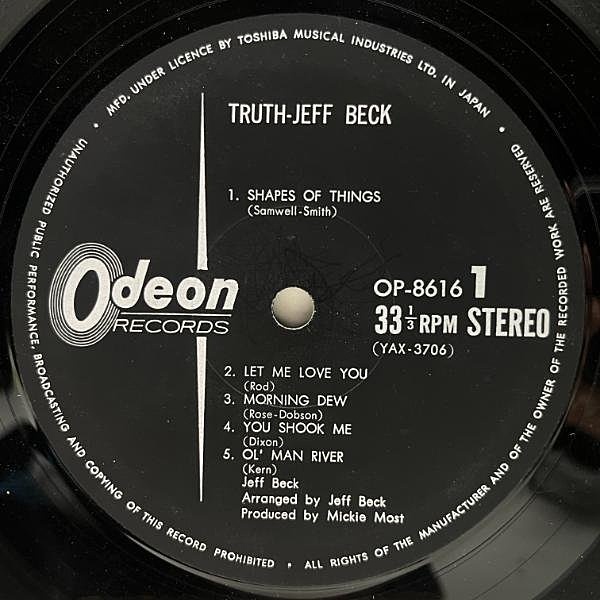 MFD. UNDER LICENCE BY TOSHIBA MUSICAL INDUSTRIES LTD. IN JAPAN
TRUTH-JEFF BECK
1. SHAPES OF THINGS
(Samwell-Smith)
Odeon
RECORDS
OP-8616 1
33 1/3 RPM STEREO
(YAX-3706)
2. LET ME LOVE YOU
(Rod)
3. MORNING DEW
(Rose-Dobson)
4. YOU SHOOK ME
(Dixon)
5. OL' MAN RIVER
(Kern)
Jeff Beck
Arranged by Jeff Beck
Produced by Mickie Most
UNAUTHORIZED PUBLIC PERFORMANCE, BROADCASTING AND COPYING OF THIS RECORD PROHIBITED • ALL RIGHTS OF THE MANUFACTURER AND OF THE OWNER OF THE RECORDED WORK ARE RESERVED